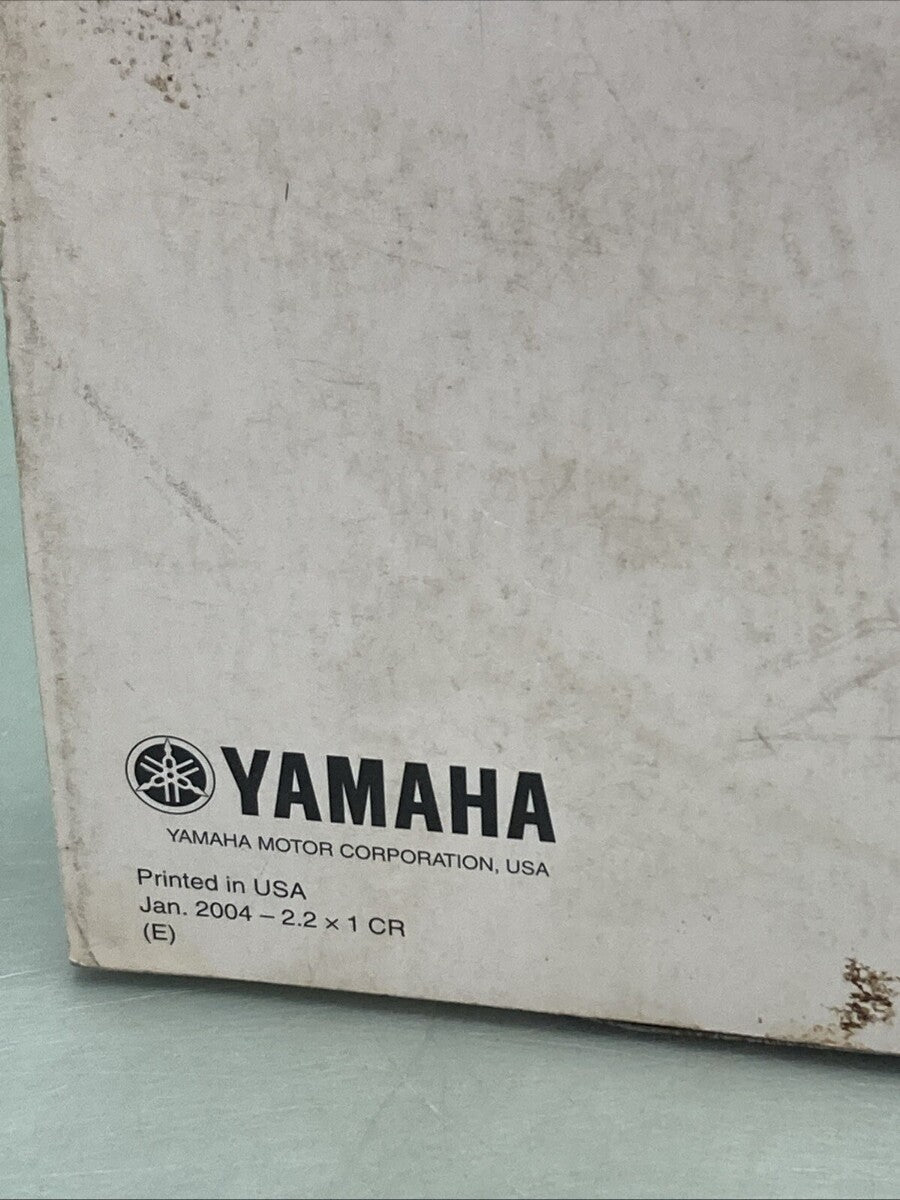 YAMAHA
YAMAHA MOTOR CORPORATION, USA
Printed in USA
Jan. 2004 – 2.2 × 1 CR
(E)